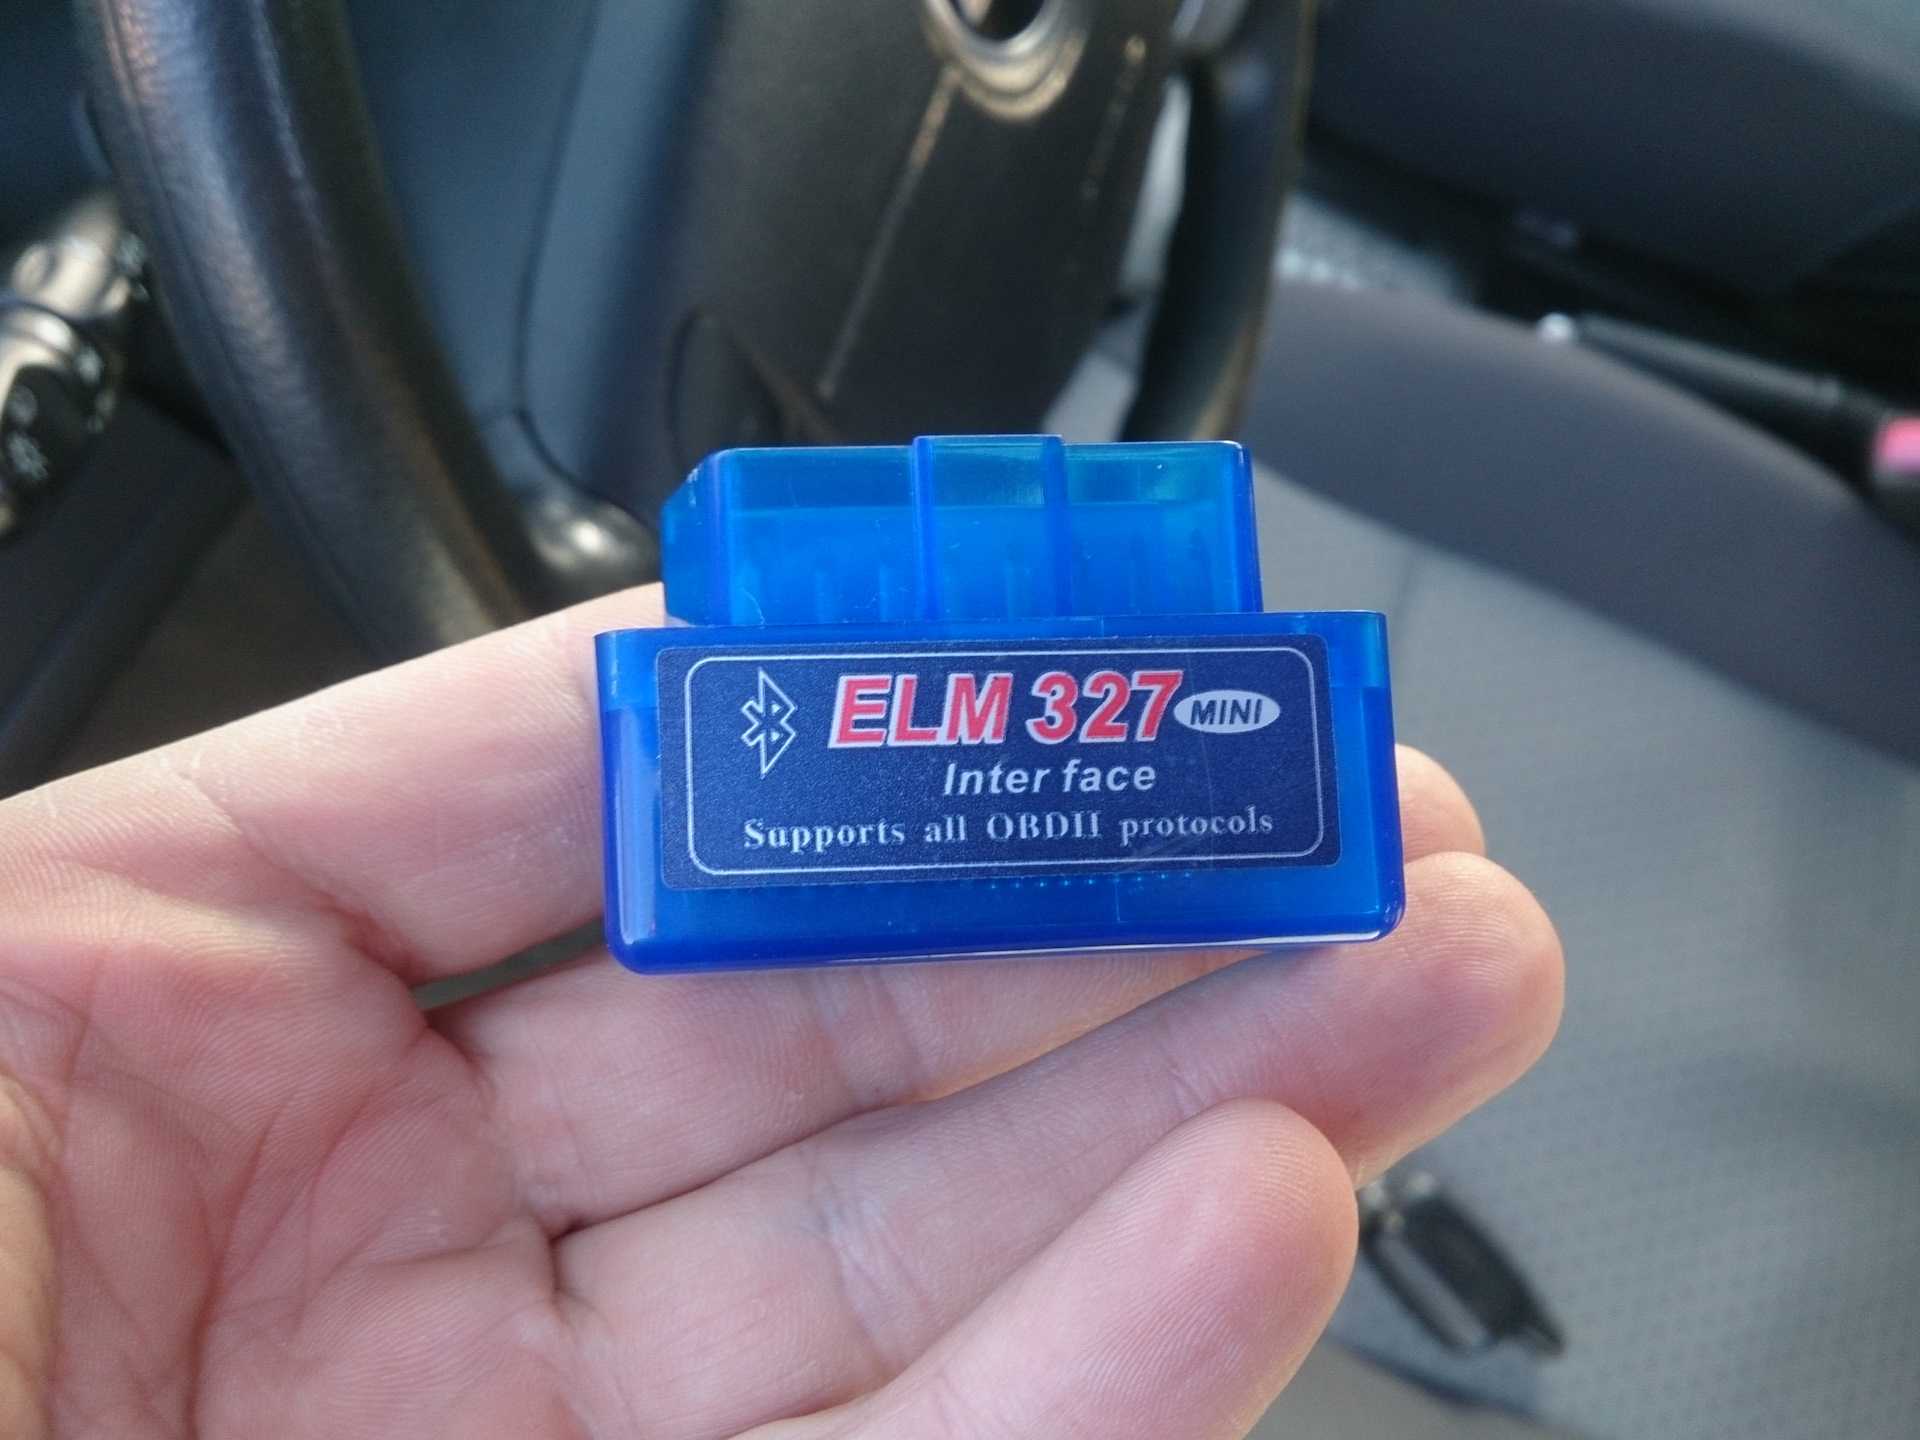 ELM 327 MINI
Inter face
Supports all OBDII protocols